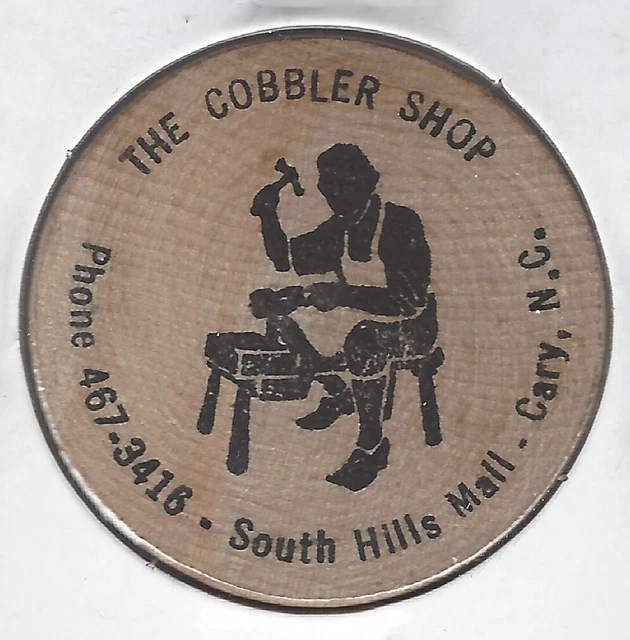 THE COBBLER SHOP
Phone 467-3416 - South Hills Mall - Cary, N.C.